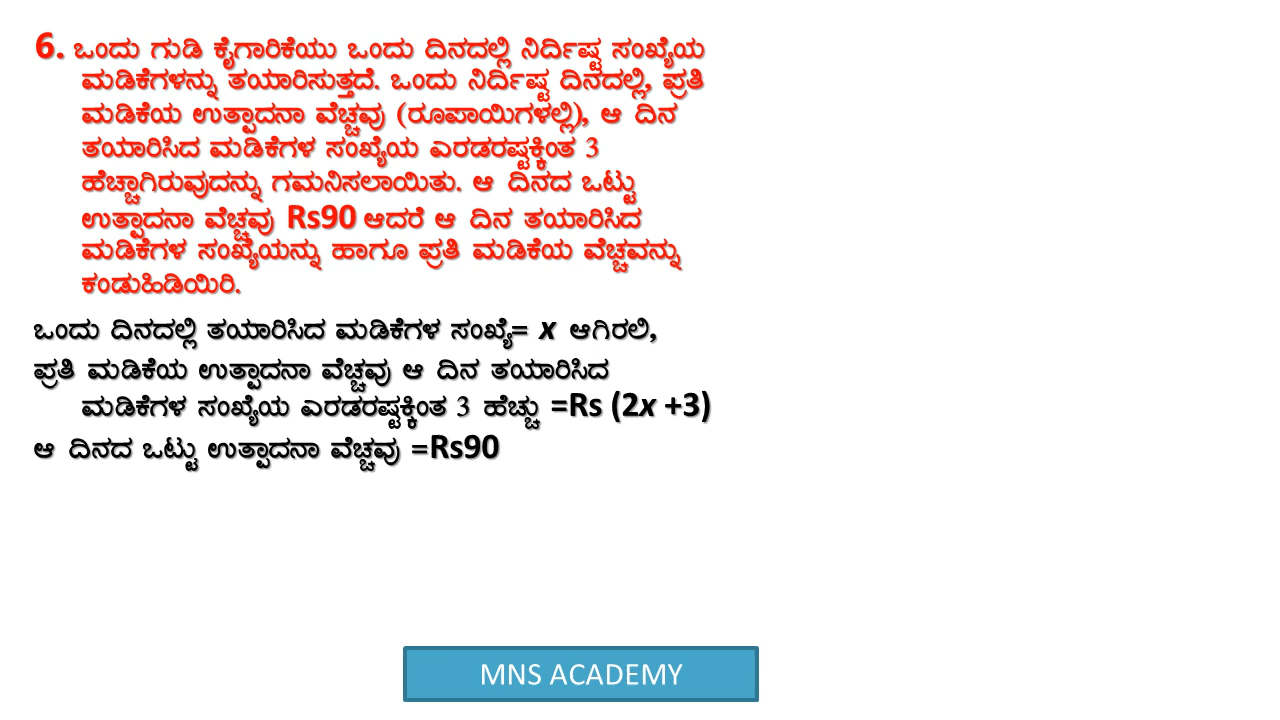 6. ಒಂದು ಗುಡಿ ಕೈಗಾರಿಕೆಯು ಒಂದು ದಿನದಲ್ಲಿ ನಿರ್ದಿಷ್ಟ ಸಂಖ್ಯೆಯ
ಮಡಿಕೆಗಳನ್ನು ತಯಾರಿಸುತ್ತದೆ. ಒಂದು ನಿರ್ದಿಷ್ಟ ದಿನದಲ್ಲಿ, ಪ್ರತಿ
ಮಡಿಕೆಯ ಉತ್ಪಾದನಾ ವೆಚ್ಚವು (ರೂಪಾಯಿಗಳಲ್ಲಿ), ಆ ದಿನ
ತಯಾರಿಸಿದ ಮಡಿಕೆಗಳ ಸಂಖ್ಯೆಯ ಎರಡರಷ್ಟಕ್ಕಿಂತ 3
ಹೆಚ್ಚಾಗಿರುವುದನ್ನು ಗಮನಿಸಲಾಯಿತು. ಆ ದಿನದ ಒಟ್ಟು
ಉತ್ಪಾದನಾ ವೆಚ್ಚವು Rs90 ಆದರೆ ಆ ದಿನ ತಯಾರಿಸಿದ
ಮಡಿಕೆಗಳ ಸಂಖ್ಯೆಯನ್ನು ಹಾಗೂ ಪ್ರತಿ ಮಡಿಕೆಯ ವೆಚ್ಚವನ್ನು
ಕಂಡುಹಿಡಿಯಿರಿ.
ಒಂದು ದಿನದಲ್ಲಿ ತಯಾರಿಸಿದ ಮಡಿಕೆಗಳ ಸಂಖ್ಯೆ= x ಆಗಿರಲಿ,
ಪ್ರತಿ ಮಡಿಕೆಯ ಉತ್ಪಾದನಾ ವೆಚ್ಚವು ಆ ದಿನ ತಯಾರಿಸಿದ
ಮಡಿಕೆಗಳ ಸಂಖ್ಯೆಯ ಎರಡರಷ್ಟಕ್ಕಿಂತ 3 ಹೆಚ್ಚು =Rs (2x +3)
ಆ ದಿನದ ಒಟ್ಟು ಉತ್ಪಾದನಾ ವೆಚ್ಚವು =Rs90
MNS ACADEMY